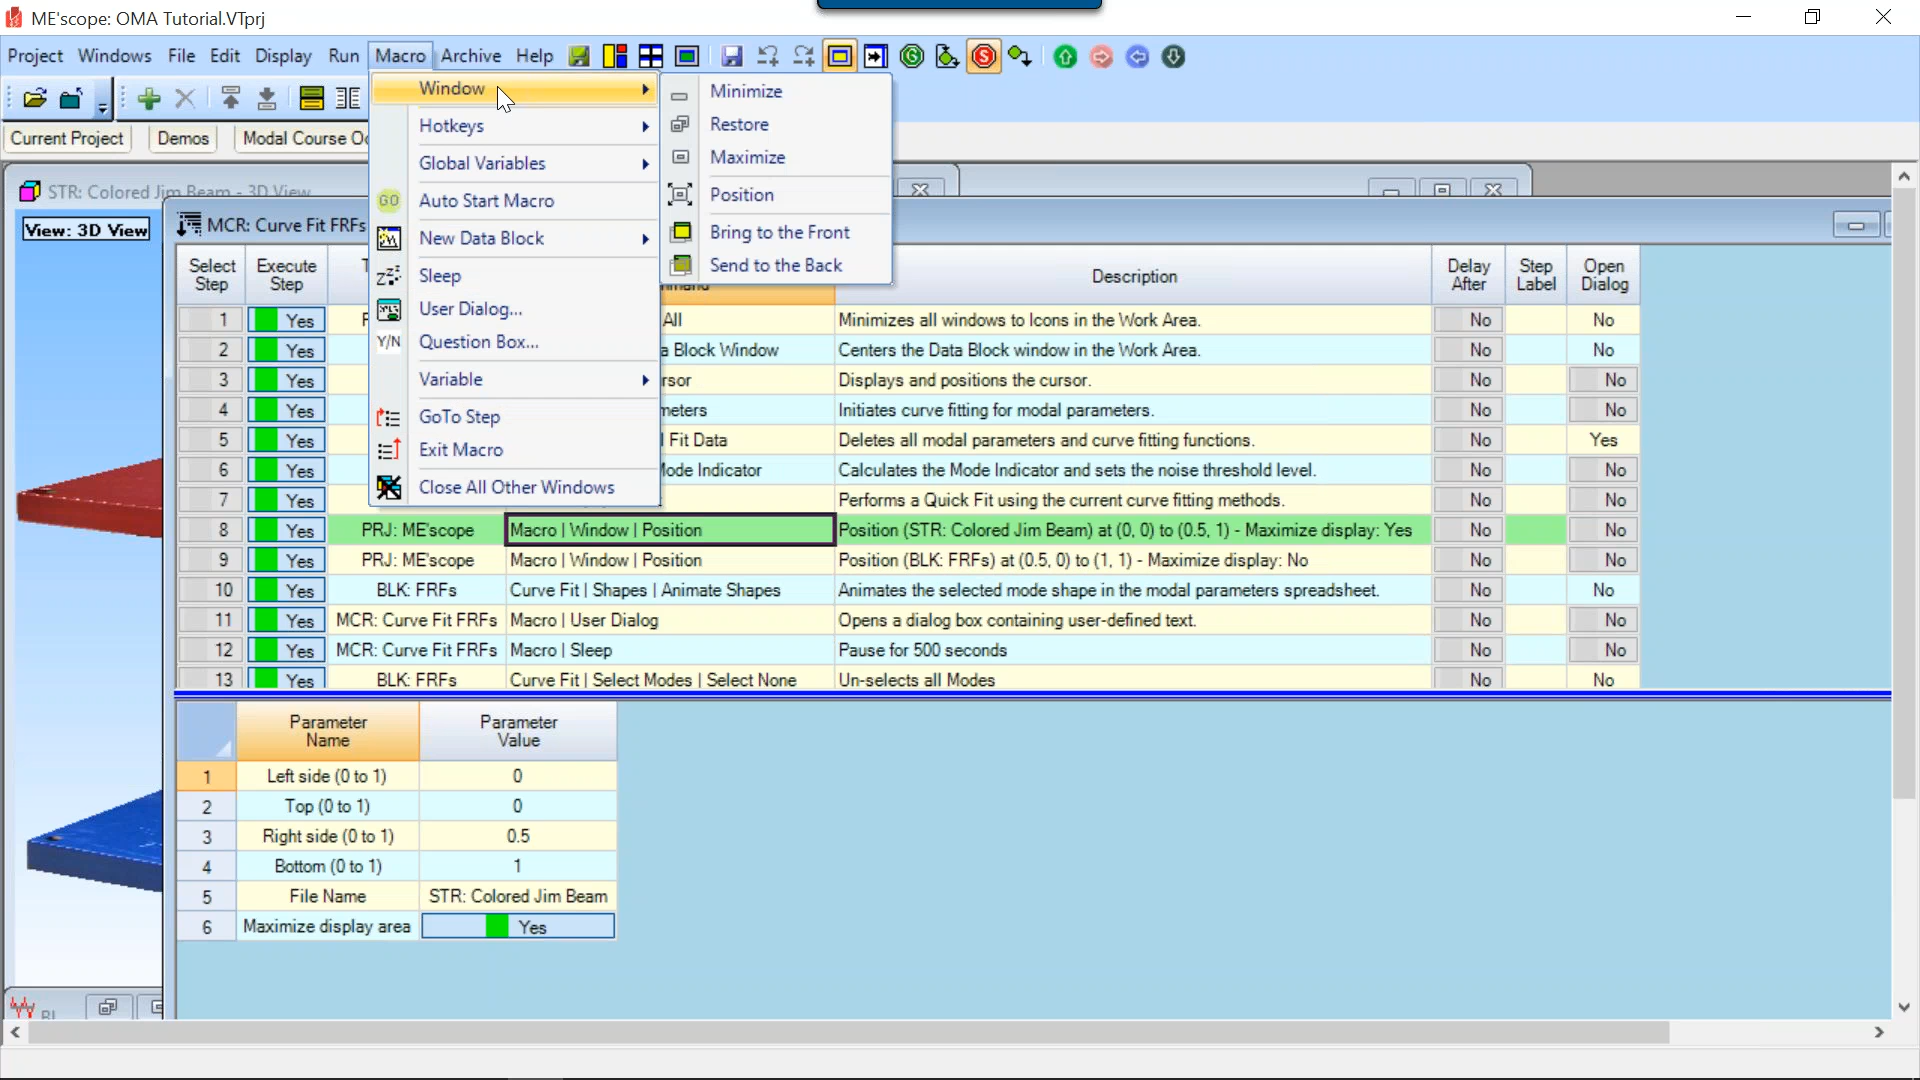 ME'scope: OMA Tutorial.VTprj
Project Windows File Edit Display Run Macro Archive Help
Current Project Demos Modal Course
STR: Colored Jim Beam - 3D View
View: 3D View
MCR: Curve Fit FRFs
Window
Hotkeys
Global Variables
GO Auto Start Macro
New Data Block
Sleep
User Dialog...
Y/N Question Box...
Variable
GoTo Step
Exit Macro
Close All Other Windows
Minimize
Restore
Maximize
Position
Bring to the Front
Send to the Back
Select Step Execute Step Description Delay After Step Label Open Dialog
1 Yes All Minimizes all windows to Icons in the Work Area. No No
2 Yes Block Window Centers the Data Block window in the Work Area. No No
3 Yes Displays and positions the cursor. No No
4 Yes Initiates curve fitting for modal parameters. No No
5 Yes Fit Data Deletes all modal parameters and curve fitting functions. No Yes
6 Yes Mode Indicator Calculates the Mode Indicator and sets the noise threshold level. No No
7 Yes Performs a Quick Fit using the current curve fitting methods. No No
8 Yes PRJ: ME'scope Macro | Window | Position Position (STR: Colored Jim Beam) at (0, 0) to (0.5, 1) - Maximize display: Yes No No
9 Yes PRJ: ME'scope Macro | Window | Position Position (BLK: FRFs) at (0.5, 0) to (1, 1) - Maximize display: No No No
10 Yes BLK: FRFs Curve Fit | Shapes | Animate Shapes Animates the selected mode shape in the modal parameters spreadsheet. No No
11 Yes MCR: Curve Fit FRFs Macro | User Dialog Opens a dialog box containing user-defined text. No No
12 Yes MCR: Curve Fit FRFs Macro | Sleep Pause for 500 seconds No No
13 Yes BLK: FRFs Curve Fit | Select Modes | Select None Un-selects all Modes No No
Parameter Name Parameter Value
1 Left side (0 to 1) 0
2 Top (0 to 1) 0
3 Right side (0 to 1) 0.5
4 Bottom (0 to 1) 1
5 File Name STR: Colored Jim Beam
6 Maximize display area Yes